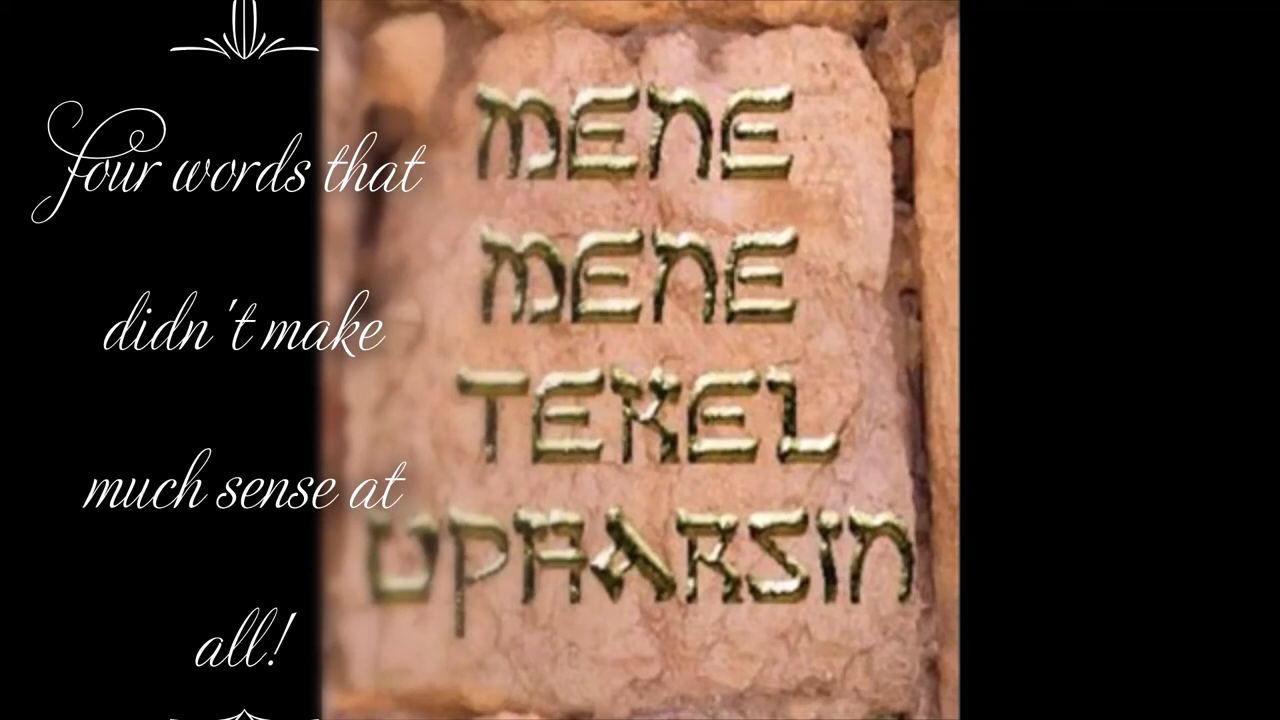 four words that
didn't make
much sense at
all!
MENE
MENE
TEKEL
UPHARSIN